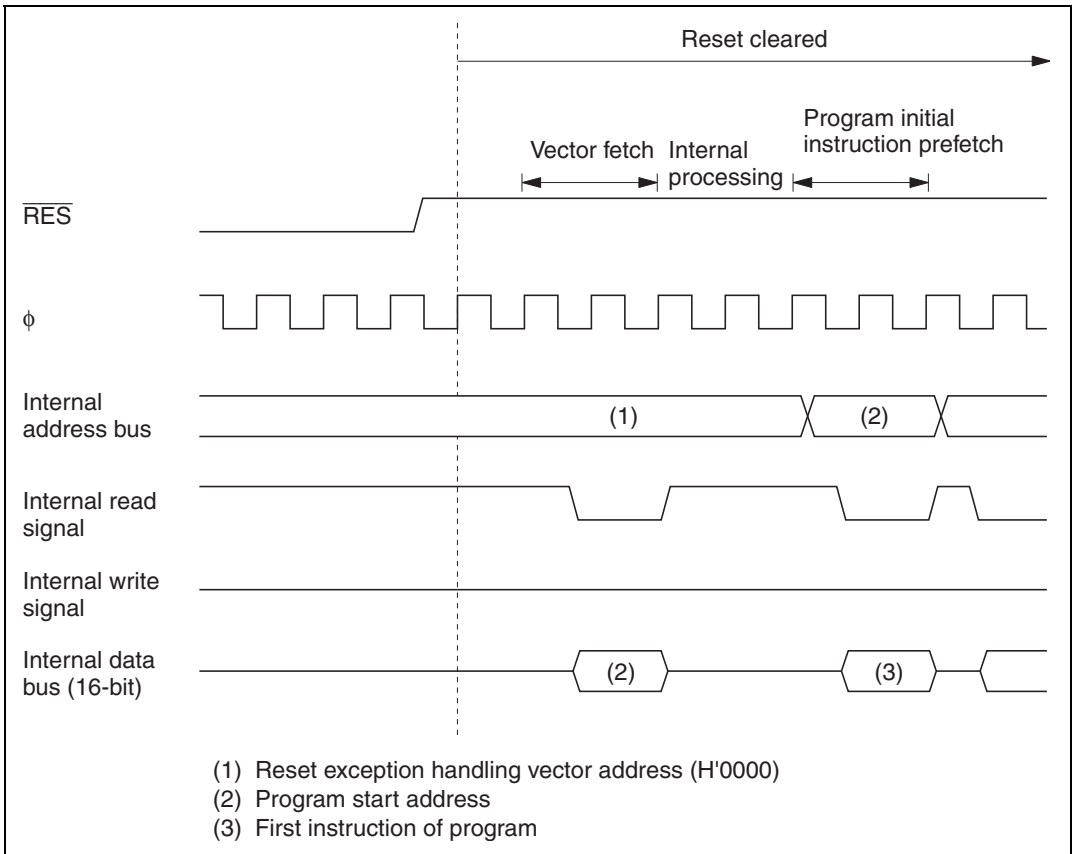 Reset cleared
Program initial
instruction prefetch
Vector fetch
Internal
processing
RES
φ
Internal
address bus
(1)
(2)
Internal read
signal
Internal write
signal
Internal data
bus (16-bit)
(2)
(3)
(1) Reset exception handling vector address (H'0000)
(2) Program start address
(3) First instruction of program